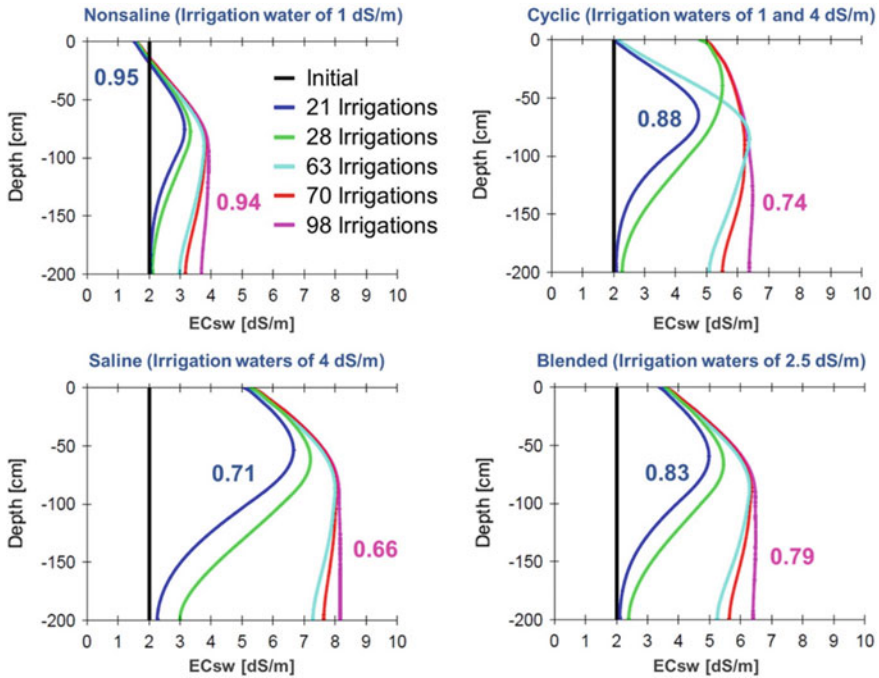 Nonsaline (Irrigation water of 1 dS/m)
0
-50
-100
-150
-200
Depth [cm]
0.95
Initial
21 Irrigations
28 Irrigations
63 Irrigations
70 Irrigations
98 Irrigations
0.94
0 1 2 3 4 5 6 7 8 9 10
ECsw [dS/m]
Cyclic (Irrigation waters of 1 and 4 dS/m)
0
-50
-100
-150
-200
Depth [cm]
0.88
0.74
0 1 2 3 4 5 6 7 8 9 10
ECsw [dS/m]
Saline (Irrigation waters of 4 dS/m)
0
-50
-100
-150
-200
Depth [cm]
0.71
0.66
0 1 2 3 4 5 6 7 8 9 10
ECsw [dS/m]
Blended (Irrigation waters of 2.5 dS/m)
0
-50
-100
-150
-200
Depth [cm]
0.83
0.79
0 1 2 3 4 5 6 7 8 9 10
ECsw [dS/m]